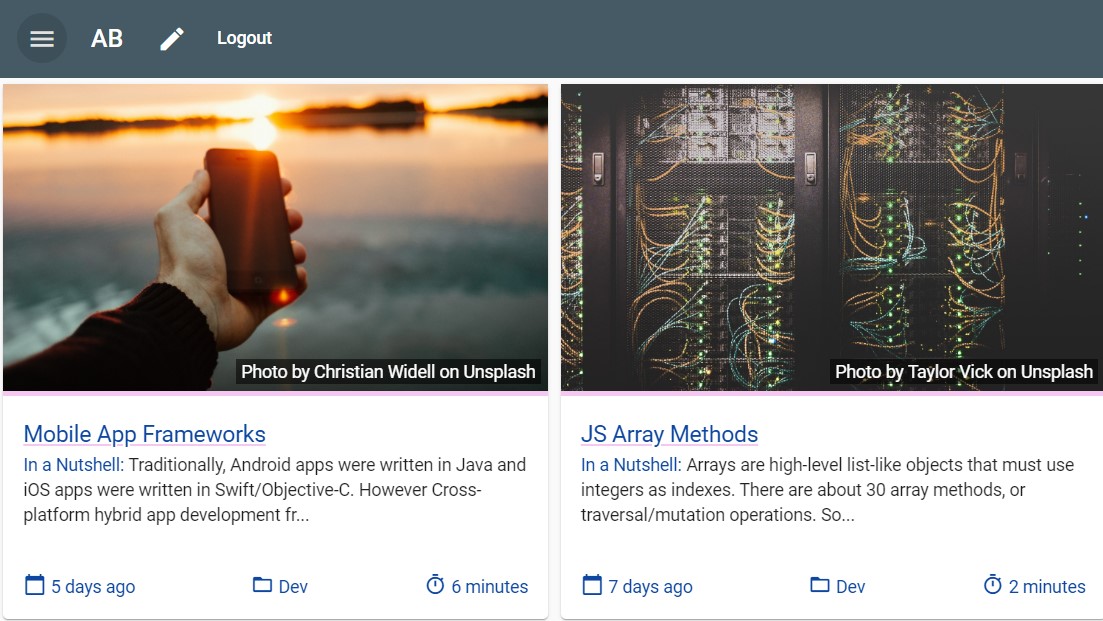 AB
Logout
Photo by Christian Widell on Unsplash
Mobile App Frameworks
In a Nutshell: Traditionally, Android apps were written in Java and
iOS apps were written in Swift/Objective-C. However Cross-
platform hybrid app development fr...
5 days ago
Dev
6 minutes
Photo by Taylor Vick on Unsplash
JS Array Methods
In a Nutshell: Arrays are high-level list-like objects that must use
integers as indexes. There are about 30 array methods, or
traversal/mutation operations. So...
7 days ago
Dev
2 minutes